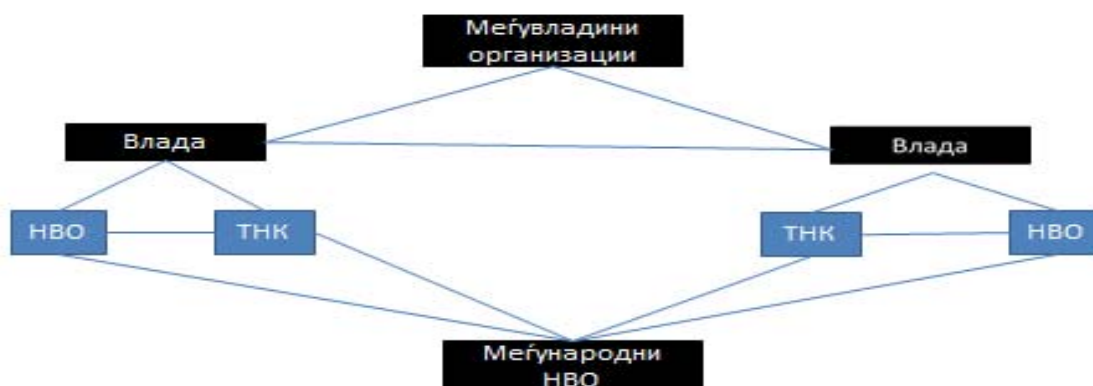 Меѓувладини
организации
Влада
Влада
НВО
ТНК
ТНК
НВО
Меѓународни
НВО